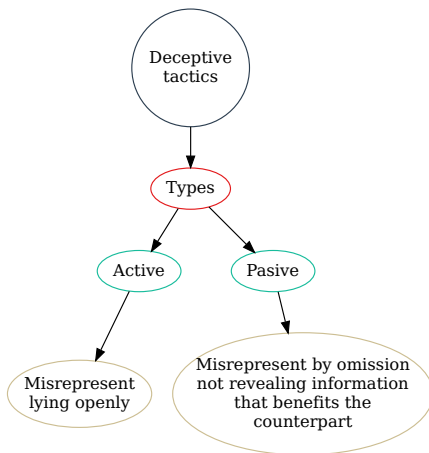 Deceptive
tactics
Types
Active
Pasive
Misrepresent
lying openly
Misrepresent by omission
not revealing information
that benefits the
counterpart